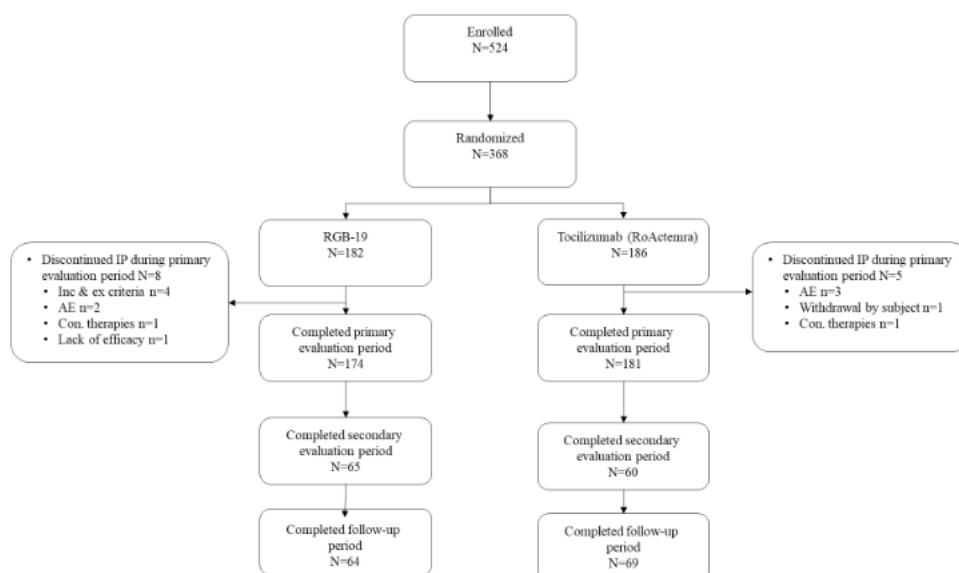 Enrolled
N=524
Randomized
N=368
RGB-19
N=182
Tocilizumab (RoActemra)
N=186
• Discontinued IP during primary
evaluation period N=8
• Inc & ex criteria n=4
• AE n=2
• Con. therapies n=1
• Lack of efficacy n=1
• Discontinued IP during primary
evaluation period N=5
• AE n=3
• Withdrawal by subject n=1
• Con. therapies n=1
Completed primary
evaluation period
N=174
Completed primary
evaluation period
N=181
Completed secondary
evaluation period
N=65
Completed secondary
evaluation period
N=60
Completed follow-up
period
N=64
Completed follow-up
period
N=69